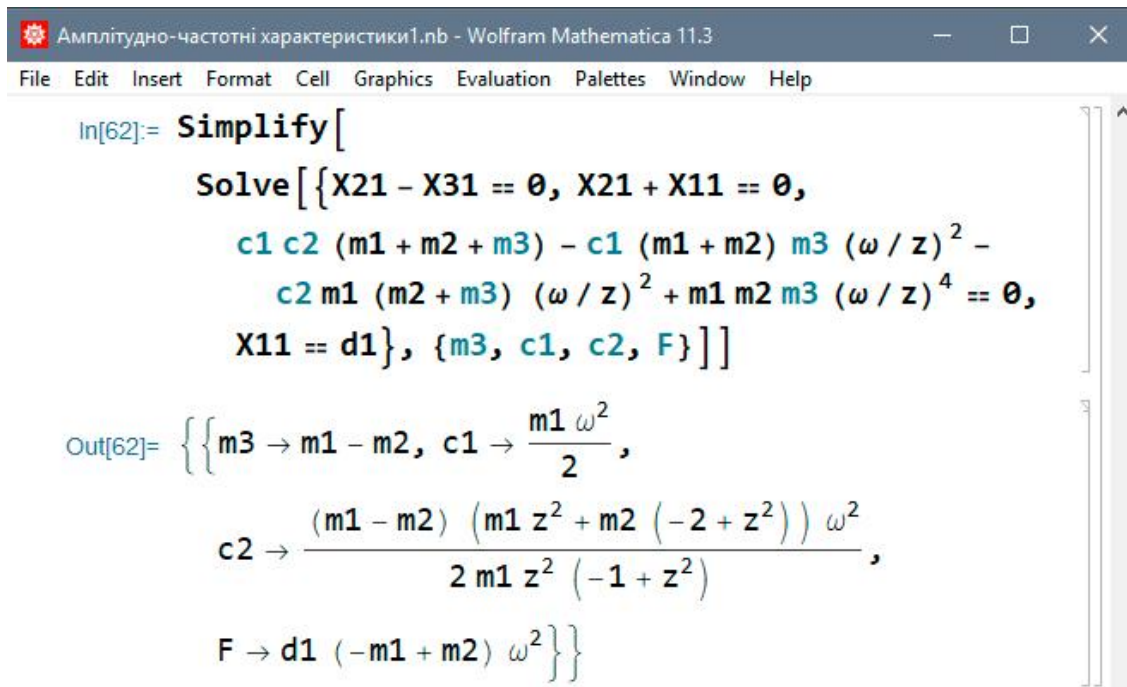 Амплітудно-частотні характеристики1.nb - Wolfram Mathematica 11.3
File Edit Insert Format Cell Graphics Evaluation Palettes Window Help
In[62]:= Simplify[
Solve[{X21 − X31 == 0, X21 + X11 == 0,
c1 c2 (m1 + m2 + m3) − c1 (m1 + m2) m3 (ω / z)^2 −
c2 m1 (m2 + m3) (ω / z)^2 + m1 m2 m3 (ω / z)^4 == 0,
X11 == d1}, {m3, c1, c2, F}]]
Out[62]= {{m3 → m1 − m2, c1 → (m1 ω^2)/2,
c2 → ((m1 − m2) (m1 z^2 + m2 (−2 + z^2)) ω^2)/(2 m1 z^2 (−1 + z^2)),
F → d1 (−m1 + m2) ω^2}}